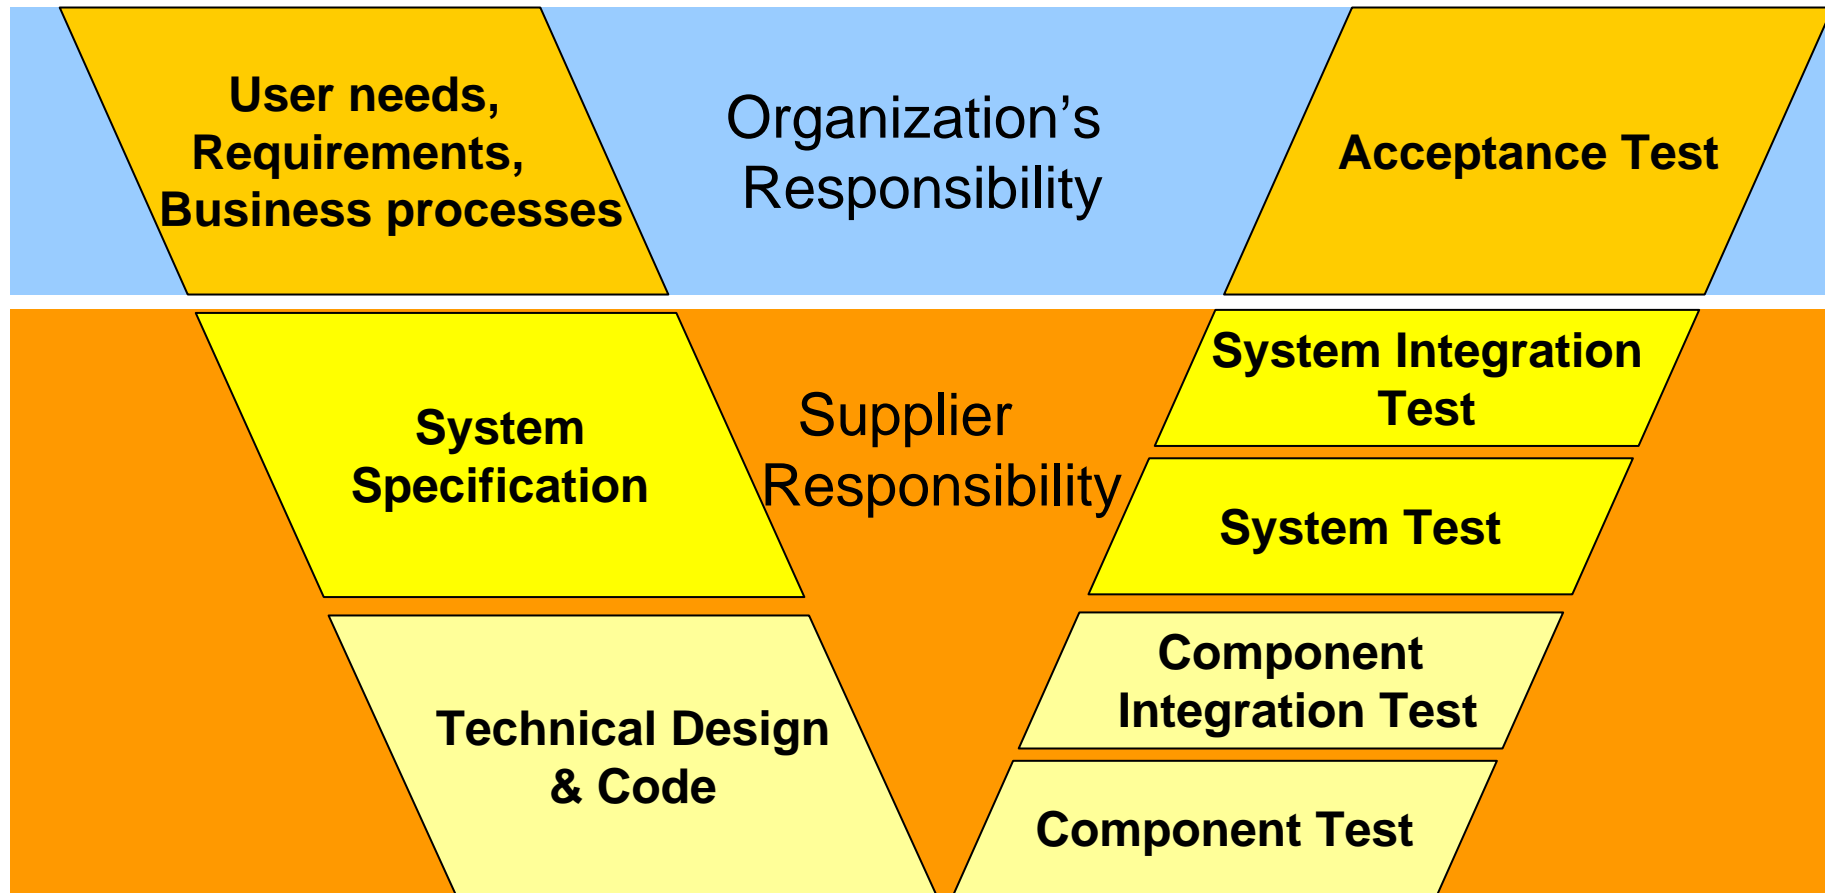 User needs,
Requirements,
Business processes
Organization’s
Responsibility
Acceptance Test
System
Specification
Supplier
Responsibility
System Integration
Test
System Test
Technical Design
& Code
Component
Integration Test
Component Test